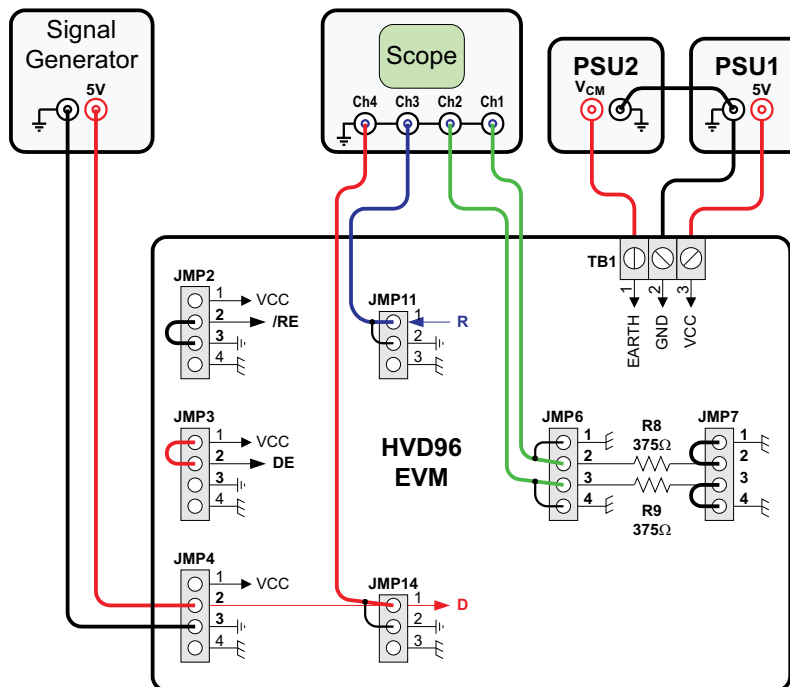 Signal
Generator
5V
Scope
Ch4 Ch3 Ch2 Ch1
PSU2
VCM
PSU1
5V
TB1
1 2 3
EARTH GND VCC
JMP2
1 VCC
2 /RE
3
4
JMP11
1 R
2
3
JMP3
1 VCC
2 DE
3
4
HVD96
EVM
JMP6
1
2
3
4
R8
375Ω
R9
375Ω
JMP7
1
2
3
4
JMP4
1 VCC
2
3
4
JMP14
1 D
2
3